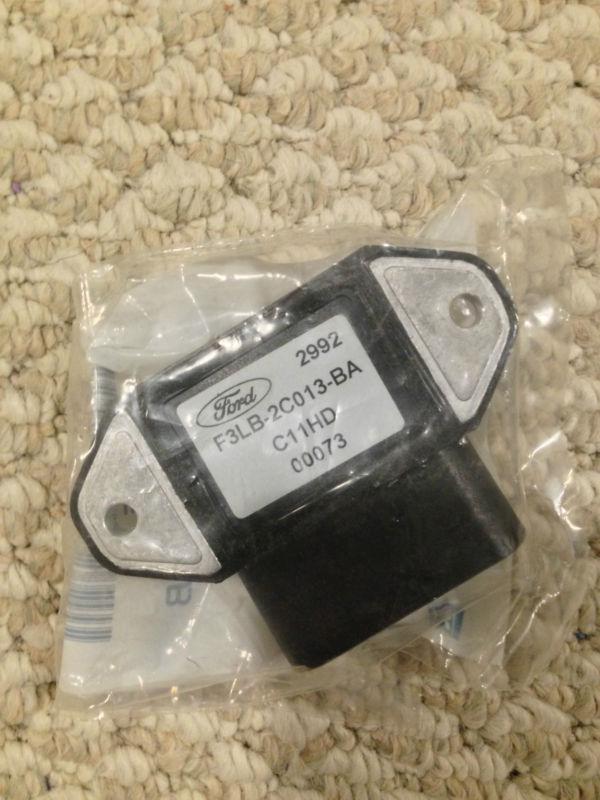 2992
Ford
F3LB-2C013-BA
C11HD
00073
B